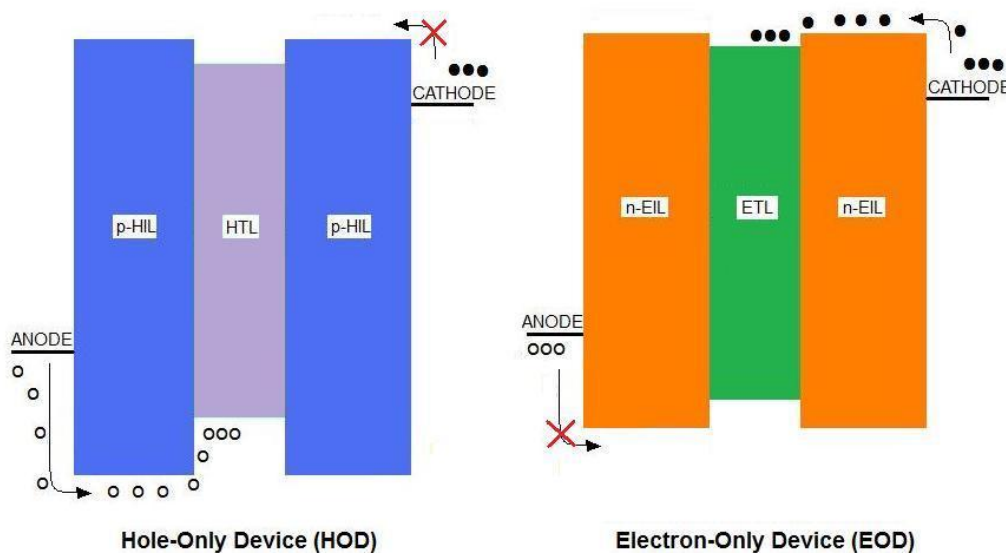 CATHODE
p-HIL
HTL
p-HIL
ANODE
Hole-Only Device (HOD)
CATHODE
n-EIL
ETL
n-EIL
ANODE
Electron-Only Device (EOD)